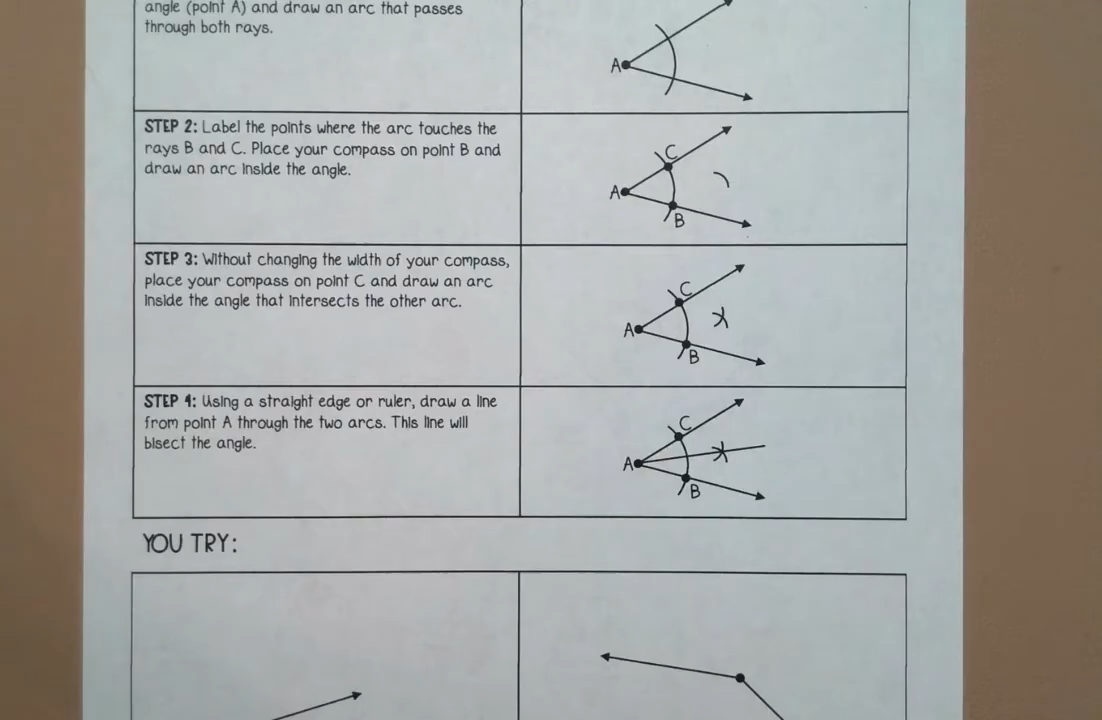 angle (point A) and draw an arc that passes
through both rays.
A
STEP 2: Label the points where the arc touches the
rays B and C. Place your compass on point B and
draw an arc inside the angle.
C
A
B
STEP 3: Without changing the width of your compass,
place your compass on point C and draw an arc
inside the angle that intersects the other arc.
C
A
B
STEP 4: Using a straight edge or ruler, draw a line
from point A through the two arcs. This line will
bisect the angle.
C
A
B
YOU TRY: